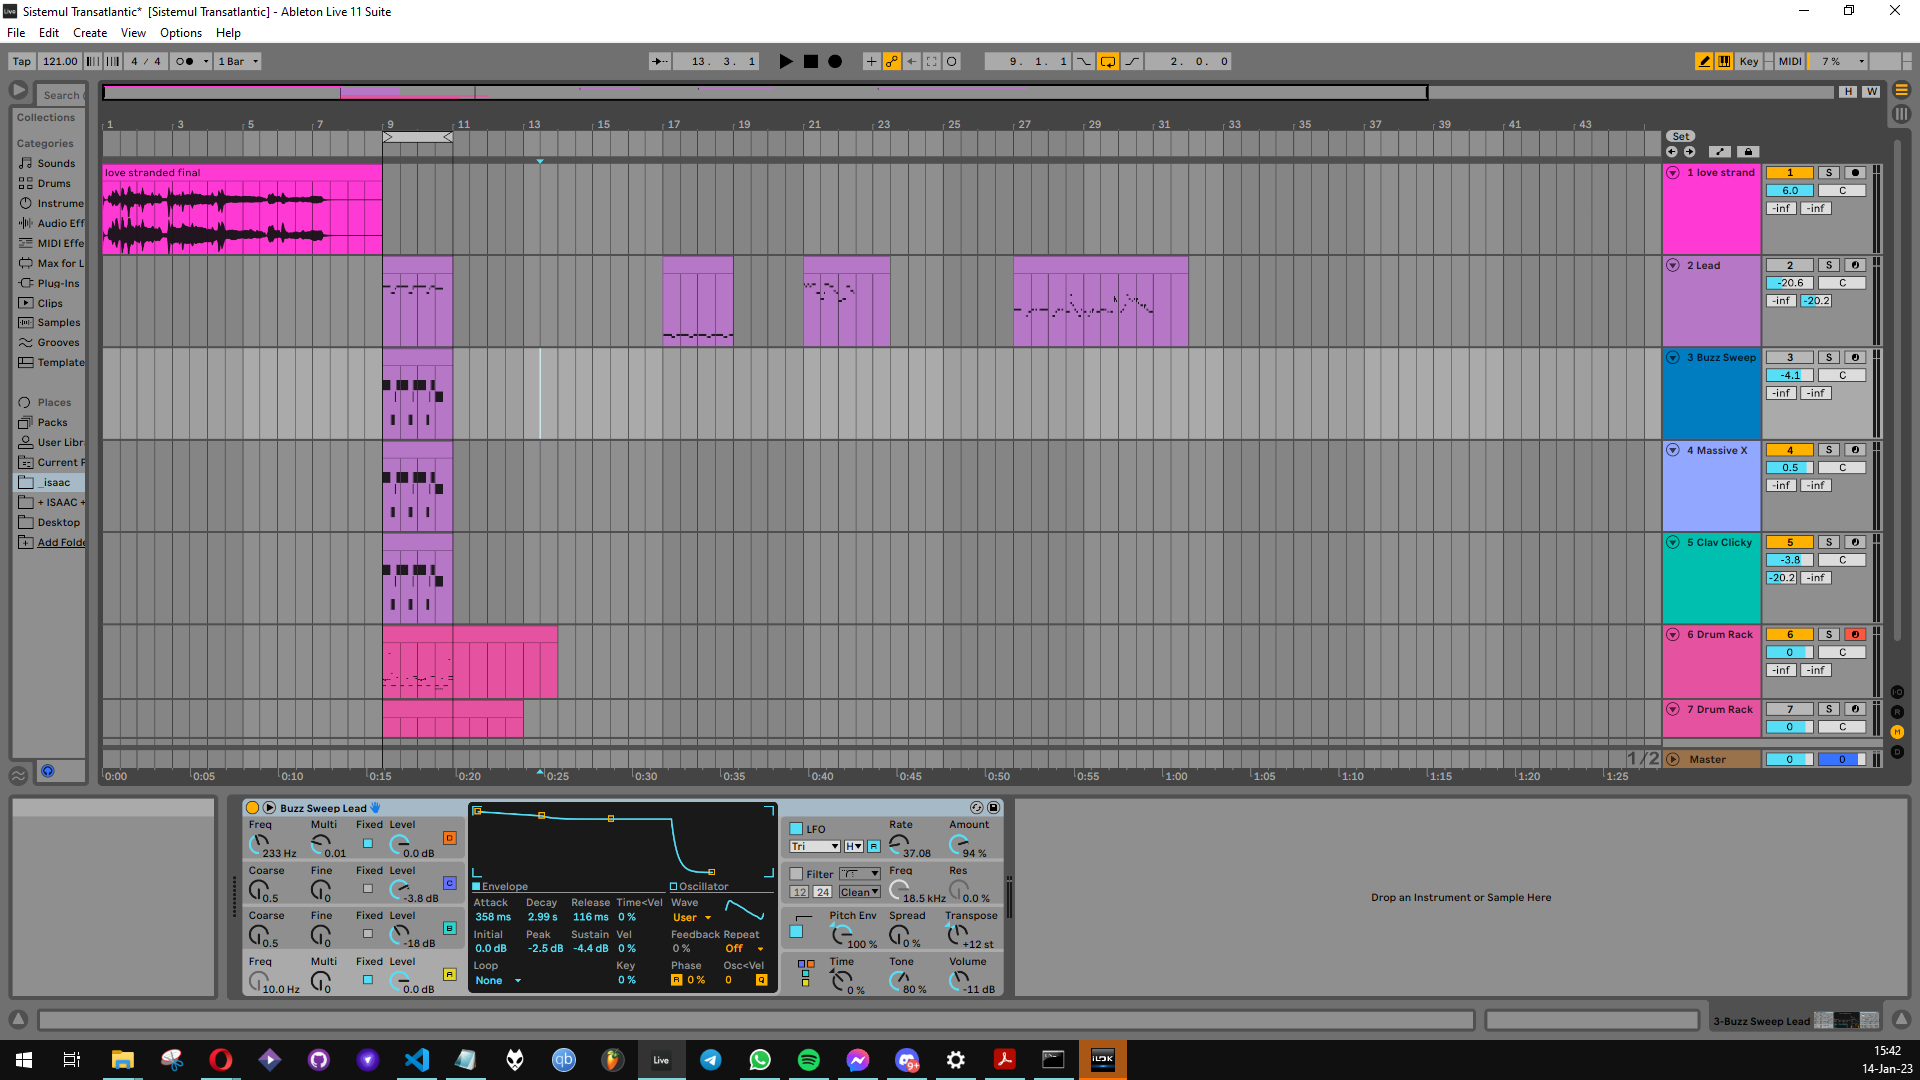 Sistemul Transatlantic* [Sistemul Transatlantic] - Ableton Live 11 Suite
File Edit Create View Options Help
Tap 121.00 4 / 4 1 Bar 13. 3. 1 9. 1. 1 2. 0. 0 Key MIDI 7 %
Search (
H W
Collections
Categories
Sounds
Drums
Instrume
Audio Eff
MIDI Effe
Max for L
Plug-Ins
Clips
Samples
Grooves
Template
Places
Packs
User Libr
Current P
_isaac
+ ISAAC +
Desktop
Add Folde
1 3 5 7 9 11 13 15 17 19 21 23 25 27 29 31 33 35 37 39 41 43
Set
love stranded final
1 love strand 1 S
6.0 C
-inf -inf
2 Lead 2 S
-20.6 C
-inf -20.2
3 Buzz Sweep 3 S
-4.1 C
-inf -inf
4 Massive X 4 S
0.5 C
-inf -inf
5 Clav Clicky 5 S
-3.8 C
-20.2 -inf
6 Drum Rack 6 S
0 C
-inf -inf
7 Drum Rack 7 S
0 C
1/2
Master 0 0
0:00 0:05 0:10 0:15 0:20 0:25 0:30 0:35 0:40 0:45 0:50 0:55 1:00 1:05 1:10 1:15 1:20 1:25
Buzz Sweep Lead
Freq Multi Fixed Level
233 Hz 0.01 0.0 dB D
Coarse Fine Fixed Level
0.5 0 -3.8 dB C
Coarse Fine Fixed Level
0.5 0 -18 dB B
Freq Multi Fixed Level
10.0 Hz 0 0.0 dB A
Envelope Oscillator
Attack Decay Release Time<Vel Wave
358 ms 2.99 s 116 ms 0 % User
Initial Peak Sustain Vel Feedback Repeat
0.0 dB -2.5 dB -4.4 dB 0 % 0 % Off
Loop Key Phase Osc<Vel
None 0 % R 0 % 0 Q
LFO Rate Amount
Tri H R 37.08 94 %
Filter Freq Res
12 24 Clean 18.5 kHz 0.0 %
Pitch Env Spread Transpose
100 % 0 % +12 st
Time Tone Volume
0 % 80 % -11 dB
Drop an Instrument or Sample Here
3-Buzz Sweep Lead
Live
qb
9+
15:42
14-Jan-23